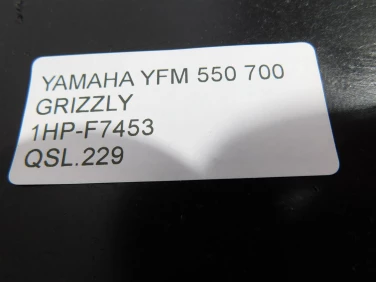 YAMAHA YFM 550 700
GRIZZLY
1HP-F7453
QSL.229